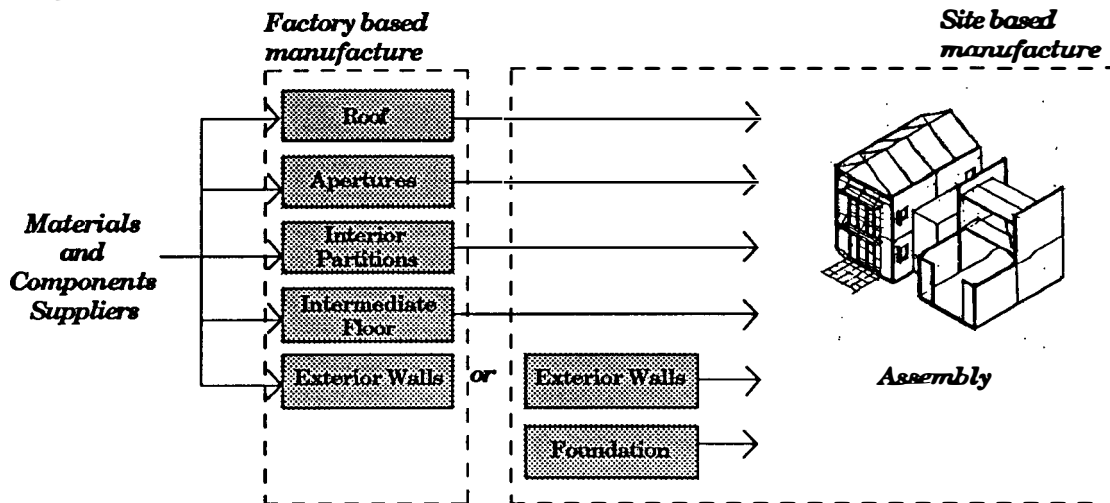 Factory based
manufacture
Site based
manufacture
Roof
Apertures
Interior
Partitions
Intermediate
Floor
Exterior Walls
or
Exterior Walls
Foundation
Materials
and
Components
Suppliers
Assembly